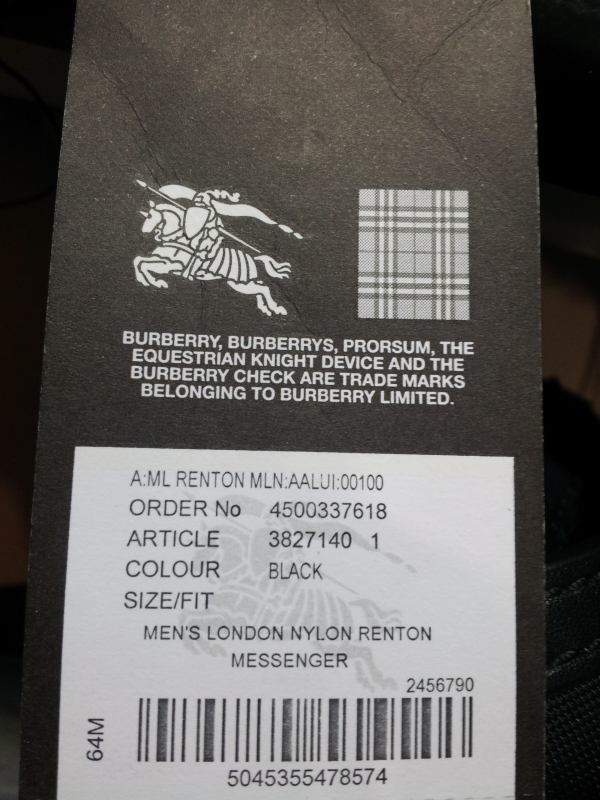 BURBERRY, BURBERRYS, PRORSUM, THE
EQUESTRIAN KNIGHT DEVICE AND THE
BURBERRY CHECK ARE TRADE MARKS
BELONGING TO BURBERRY LIMITED.
A:ML RENTON MLN:AALUI:00100
ORDER No 4500337618
ARTICLE 3827140 1
COLOUR BLACK
SIZE/FIT
MEN'S LONDON NYLON RENTON
MESSENGER
2456790
64M
5045355478574